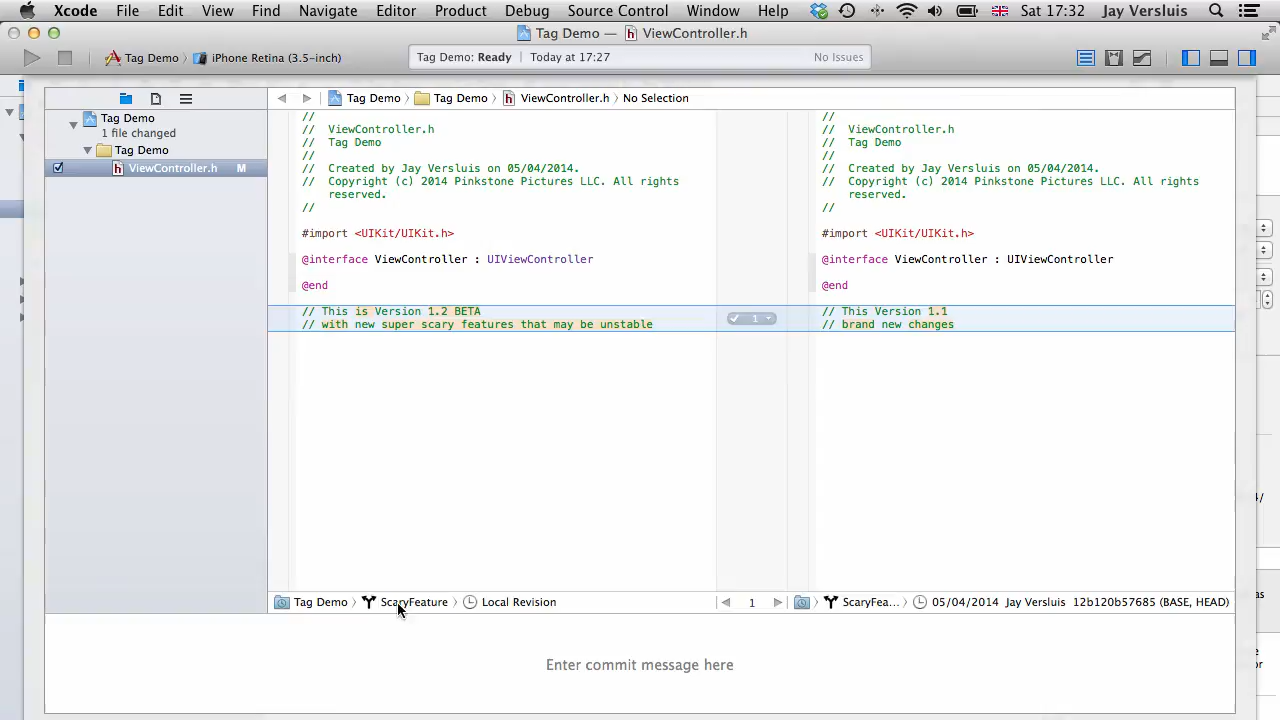 Xcode File Edit View Find Navigate Editor Product Debug Source Control Window Help Sat 17:32 Jay Versluis
Tag Demo — ViewController.h
Tag Demo iPhone Retina (3.5-inch) Tag Demo: Ready Today at 17:27 No Issues
Tag Demo Tag Demo ViewController.h No Selection
Tag Demo
1 file changed
Tag Demo
ViewController.h M
//
// ViewController.h
// Tag Demo
//
// Created by Jay Versluis on 05/04/2014.
// Copyright (c) 2014 Pinkstone Pictures LLC. All rights
reserved.
//
#import <UIKit/UIKit.h>
@interface ViewController : UIViewController
@end
// This is Version 1.2 BETA
// with new super scary features that may be unstable
1
//
// ViewController.h
// Tag Demo
//
// Created by Jay Versluis on 05/04/2014.
// Copyright (c) 2014 Pinkstone Pictures LLC. All rights
reserved.
//
#import <UIKit/UIKit.h>
@interface ViewController : UIViewController
@end
// This Version 1.1
// brand new changes
Tag Demo ScaryFeature Local Revision 1 ScaryFea... 05/04/2014 Jay Versluis 12b120b57685 (BASE, HEAD)
Enter commit message here